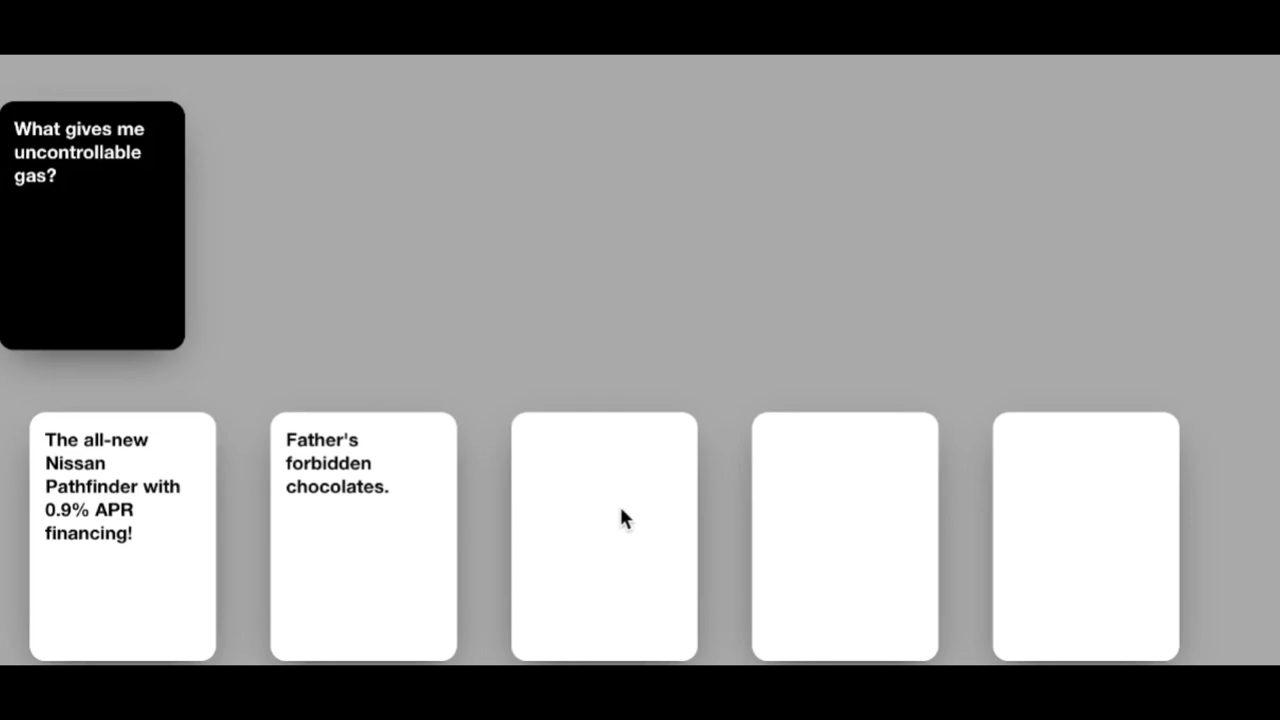 What gives me
uncontrollable
gas?
The all-new
Nissan
Pathfinder with
0.9% APR
financing!
Father's
forbidden
chocolates.